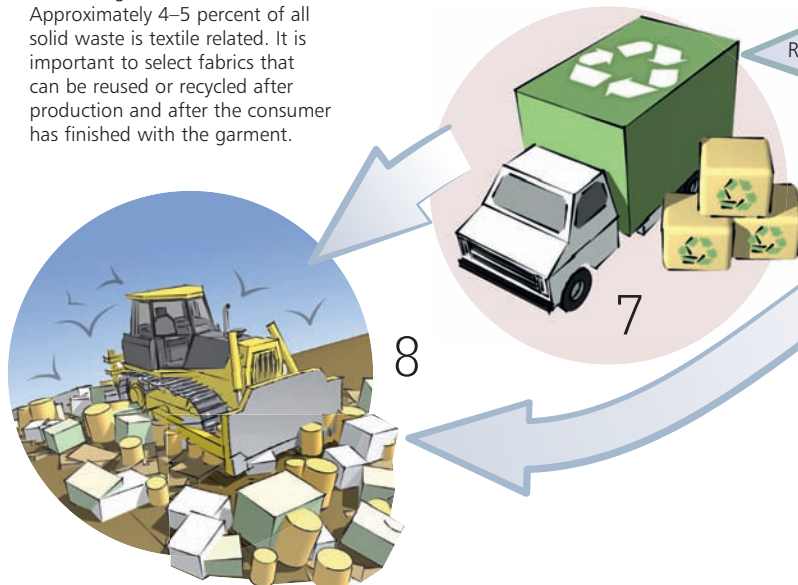 Approximately 4–5 percent of all
solid waste is textile related. It is
important to select fabrics that
can be reused or recycled after
production and after the consumer
has finished with the garment.
R
7
8